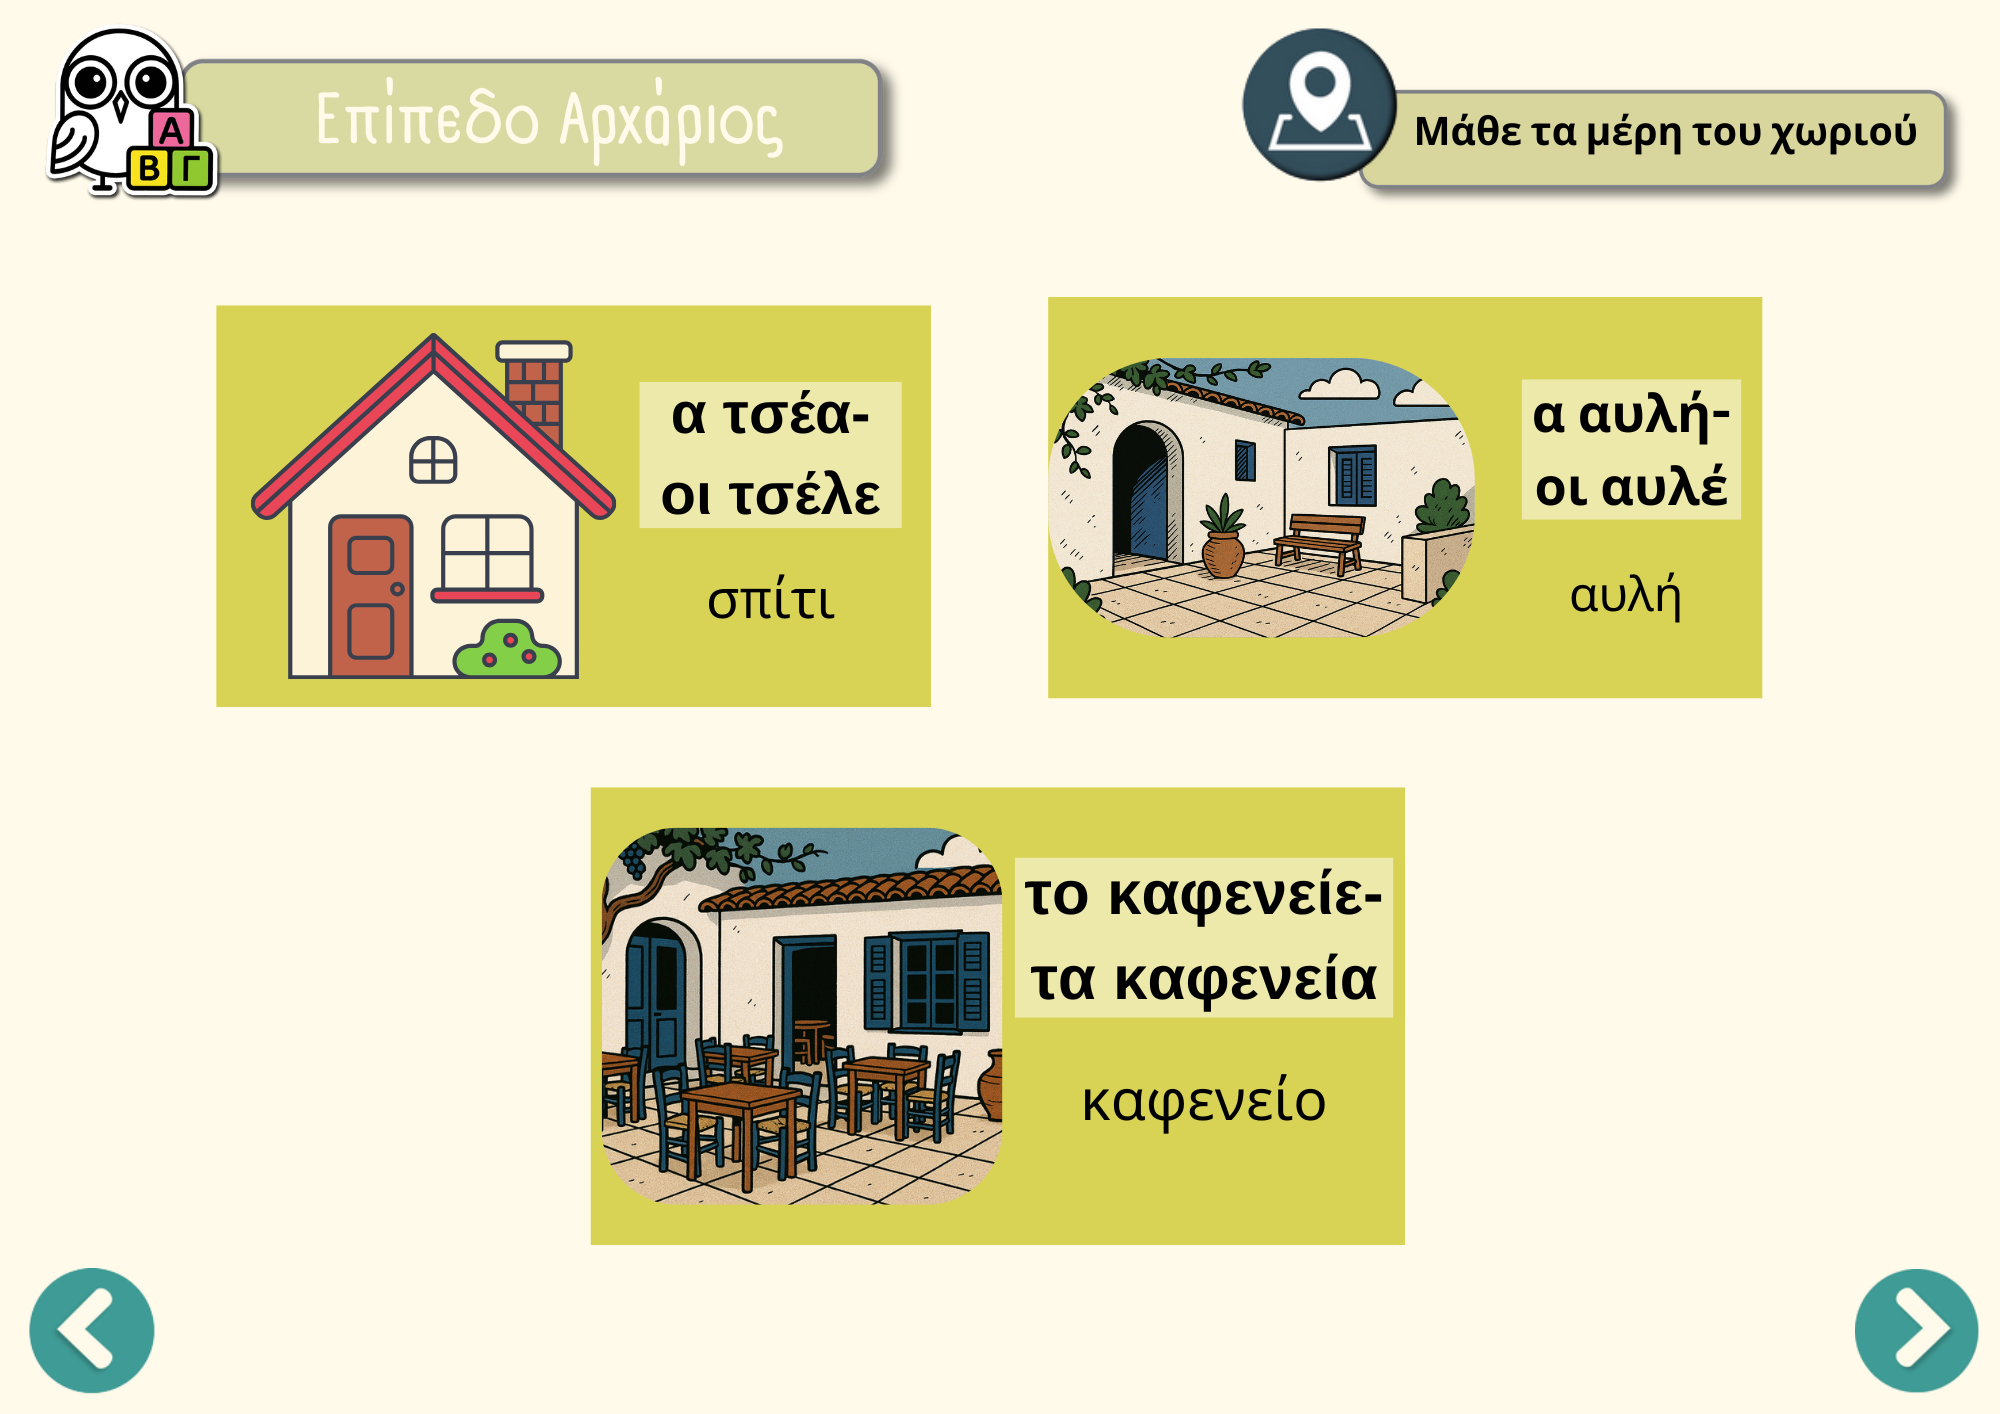 Επίπεδο Αρχάριος
Μάθε τα μέρη του χωριού
Α
Β Γ
α τσέα-
οι τσέλε
σπίτι
α αυλή-
οι αυλέ
αυλή
το καφενείε-
τα καφενεία
καφενείο